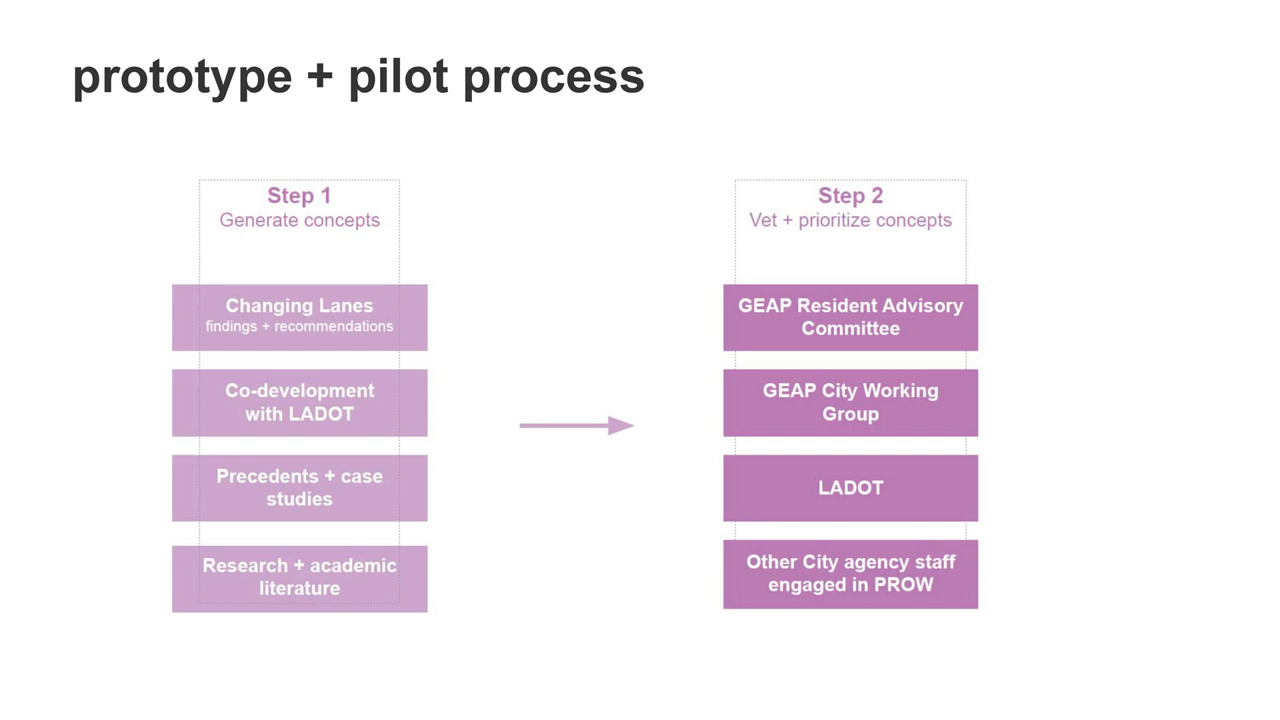 prototype + pilot process
Step 1
Generate concepts
Changing Lanes
findings + recommendations
Co-development
with LADOT
Precedents + case
studies
Research + academic
literature
Step 2
Vet + prioritize concepts
GEAP Resident Advisory
Committee
GEAP City Working
Group
LADOT
Other City agency staff
engaged in PROW